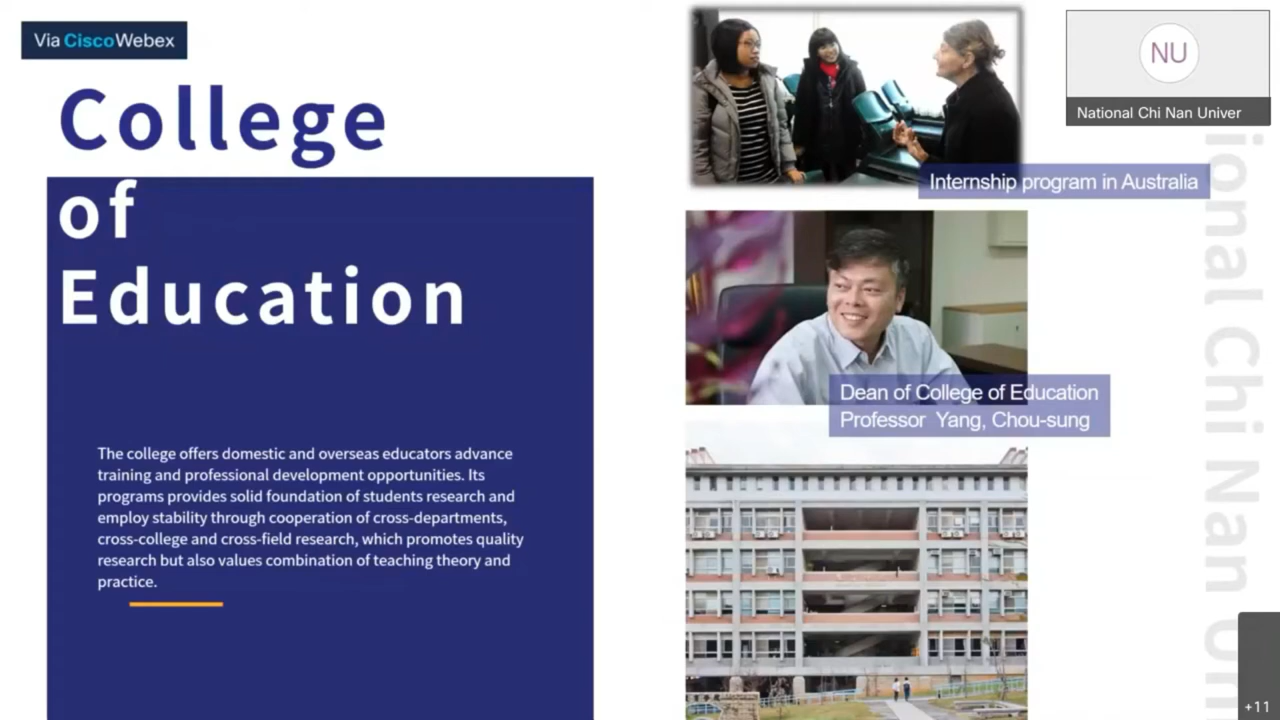 Via CiscoWebex
College
of
Education
The college offers domestic and overseas educators advance
training and professional development opportunities. Its
programs provides solid foundation of students research and
employ stability through cooperation of cross-departments,
cross-college and cross-field research, which promotes quality
research but also values combination of teaching theory and
practice.
Internship program in Australia
Dean of College of Education
Professor Yang, Chou-sung
NU
National Chi Nan Univer
ional Chi Nan Un
+11